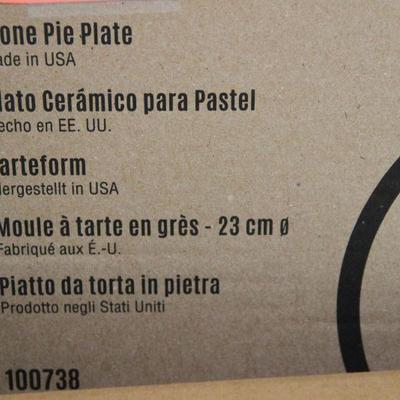 one Pie Plate
ade in USA
lato Cerámico para Pastel
echo en EE. UU.
arteform
ergestellt in USA
Moule à tarte en grès - 23 cm ø
Fabriqué aux É.-U.
Piatto da torta in pietra
Prodotto negli Stati Uniti
100738